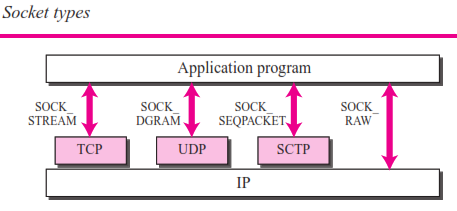 Socket types
Application program
SOCK_
STREAM
SOCK_
DGRAM
SOCK_
SEQPACKET
SOCK_
RAW
TCP
UDP
SCTP
IP